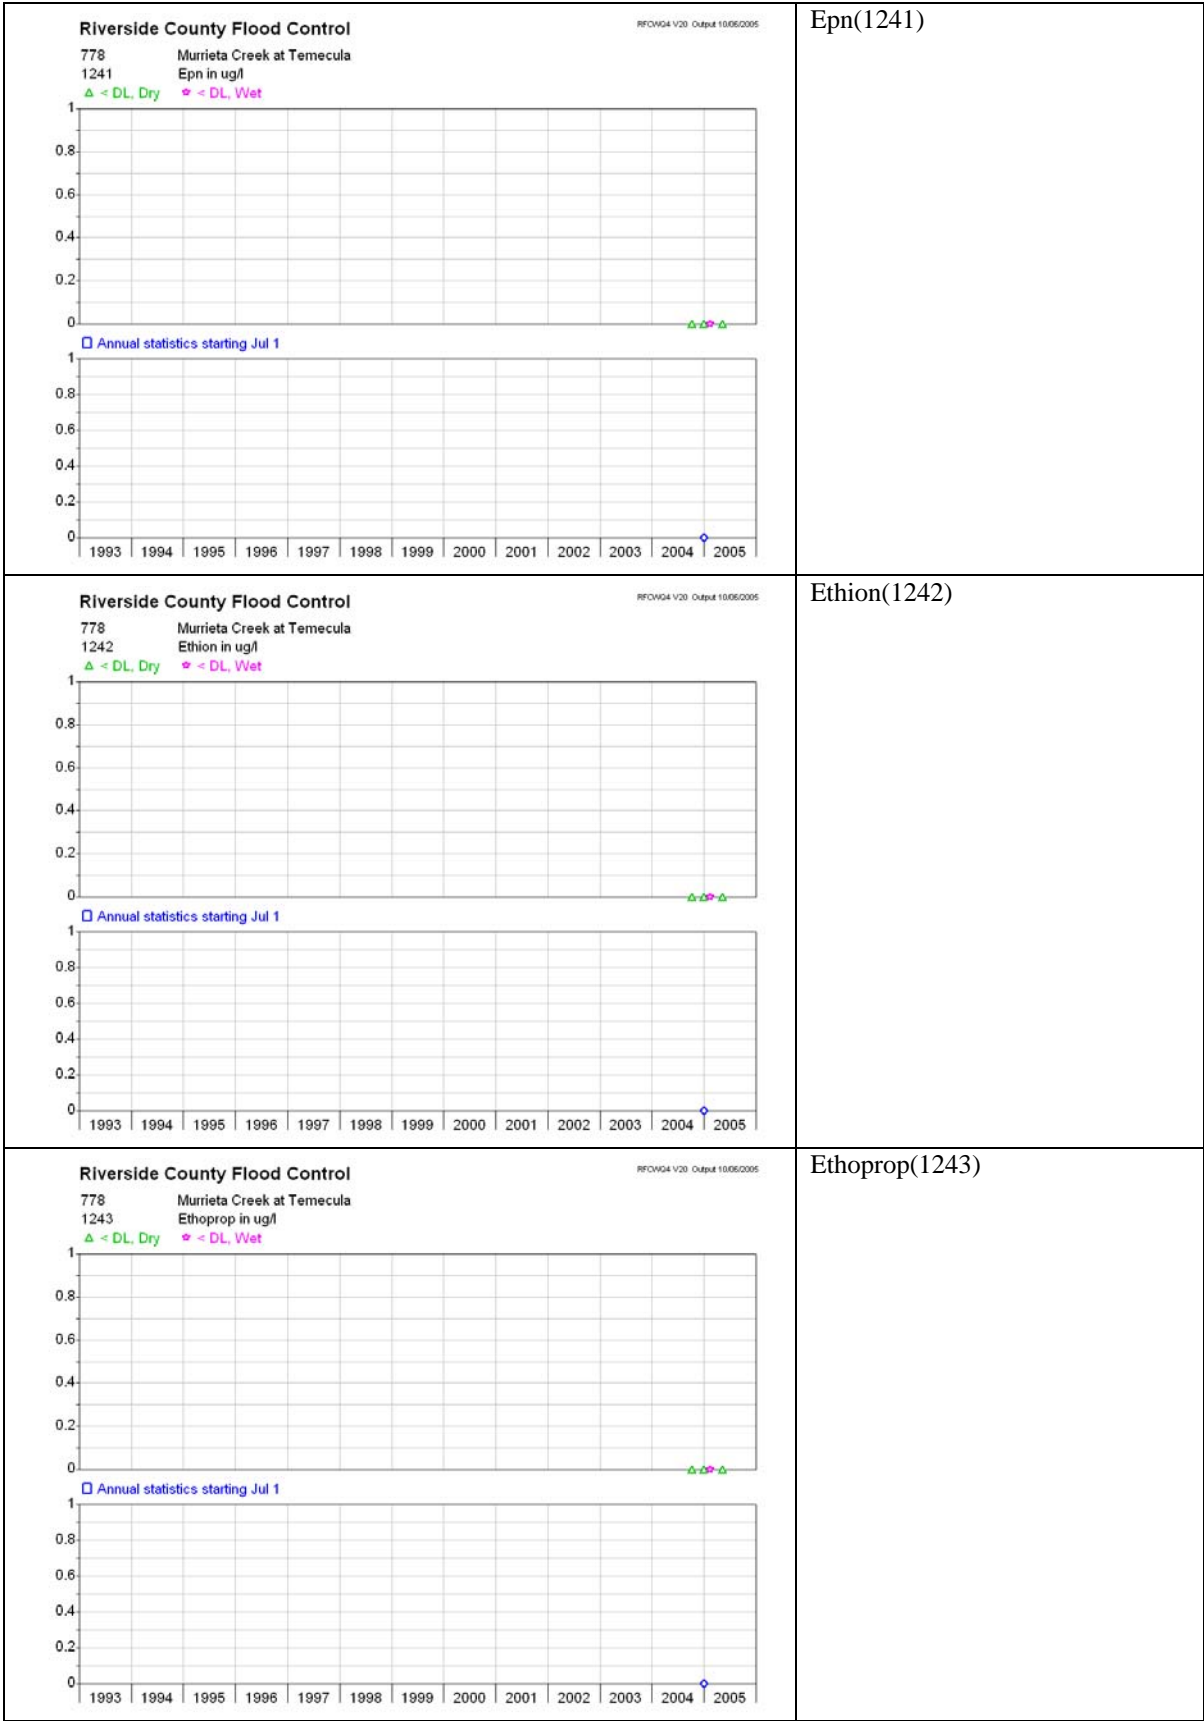 Riverside County Flood Control RFCWQ4 V20 Output 10/06/2005
778 Murrieta Creek at Temecula
1241 Epn in ug/l
< DL, Dry < DL, Wet
1
0.8
0.6
0.4
0.2
0
Annual statistics starting Jul 1
1
0.8
0.6
0.4
0.2
0
1993 1994 1995 1996 1997 1998 1999 2000 2001 2002 2003 2004 2005
Epn(1241)
Riverside County Flood Control RFCWQ4 V20 Output 10/06/2005
778 Murrieta Creek at Temecula
1242 Ethion in ug/l
< DL, Dry < DL, Wet
1
0.8
0.6
0.4
0.2
0
Annual statistics starting Jul 1
1
0.8
0.6
0.4
0.2
0
1993 1994 1995 1996 1997 1998 1999 2000 2001 2002 2003 2004 2005
Ethion(1242)
Riverside County Flood Control RFCWQ4 V20 Output 10/06/2005
778 Murrieta Creek at Temecula
1243 Ethoprop in ug/l
< DL, Dry < DL, Wet
1
0.8
0.6
0.4
0.2
0
Annual statistics starting Jul 1
1
0.8
0.6
0.4
0.2
0
1993 1994 1995 1996 1997 1998 1999 2000 2001 2002 2003 2004 2005
Ethoprop(1243)